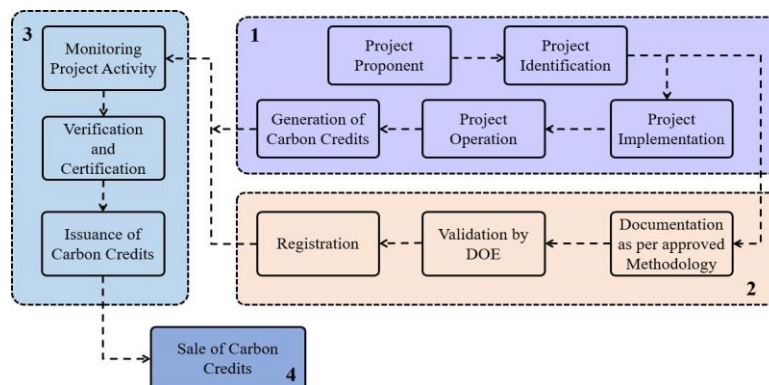 3
Monitoring
Project Activity
Verification
and
Certification
Issuance of
Carbon Credits
1
Project
Proponent
Project
Identification
Generation of
Carbon Credits
Project
Operation
Project
Implementation
Registration
Validation by
DOE
Documentation
as per approved
Methodology
2
Sale of Carbon
Credits
4